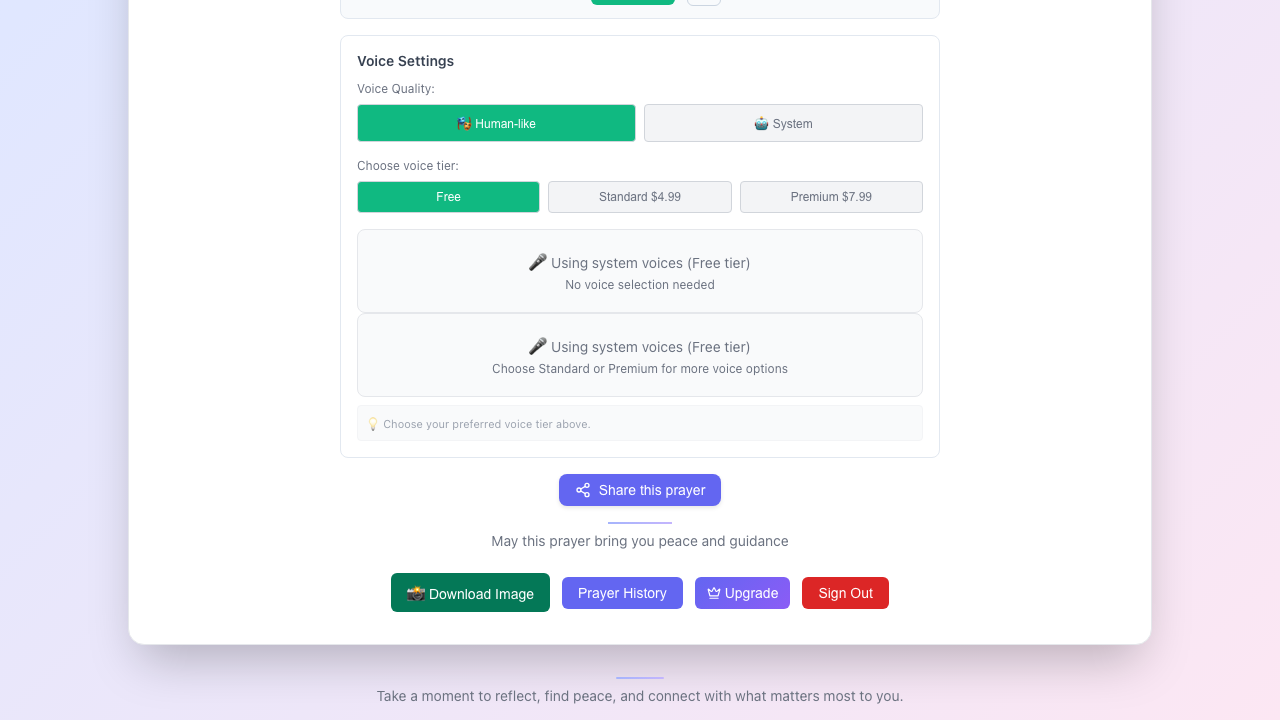 Voice Settings
Voice Quality:
Human-like
System
Choose voice tier:
Free
Standard $4.99
Premium $7.99
Using system voices (Free tier)
No voice selection needed
Using system voices (Free tier)
Choose Standard or Premium for more voice options
Choose your preferred voice tier above.
Share this prayer
May this prayer bring you peace and guidance
Download Image
Prayer History
Upgrade
Sign Out
Take a moment to reflect, find peace, and connect with what matters most to you.